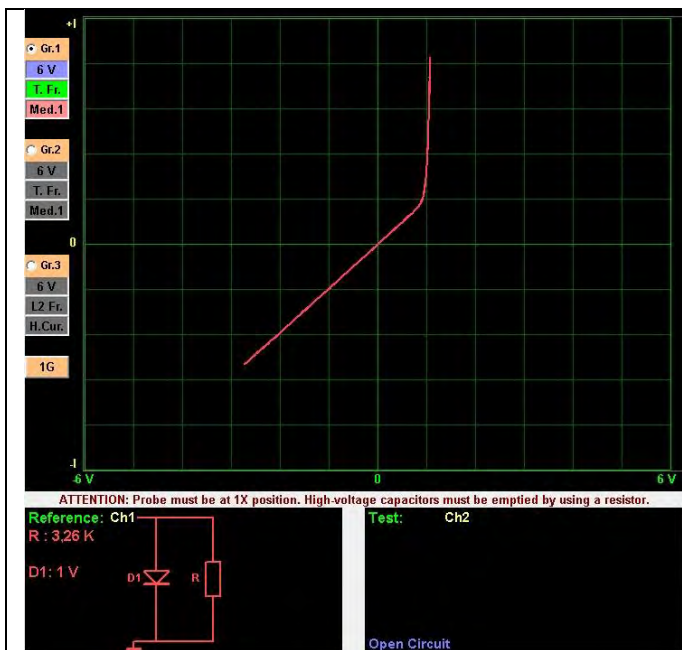 +I
Gr.1
6 V
T. Fr.
Med.1
Gr.2
6 V
T. Fr.
Med.1
0
Gr.3
6 V
L2 Fr.
H.Cur.
1G
-I
-6 V
0
6 V
ATTENTION: Probe must be at 1X position. High-voltage capacitors must be emptied by using a resistor.
Reference: Ch1
R : 3,26 K
D1: 1 V
D1
R
Test: Ch2
Open Circuit